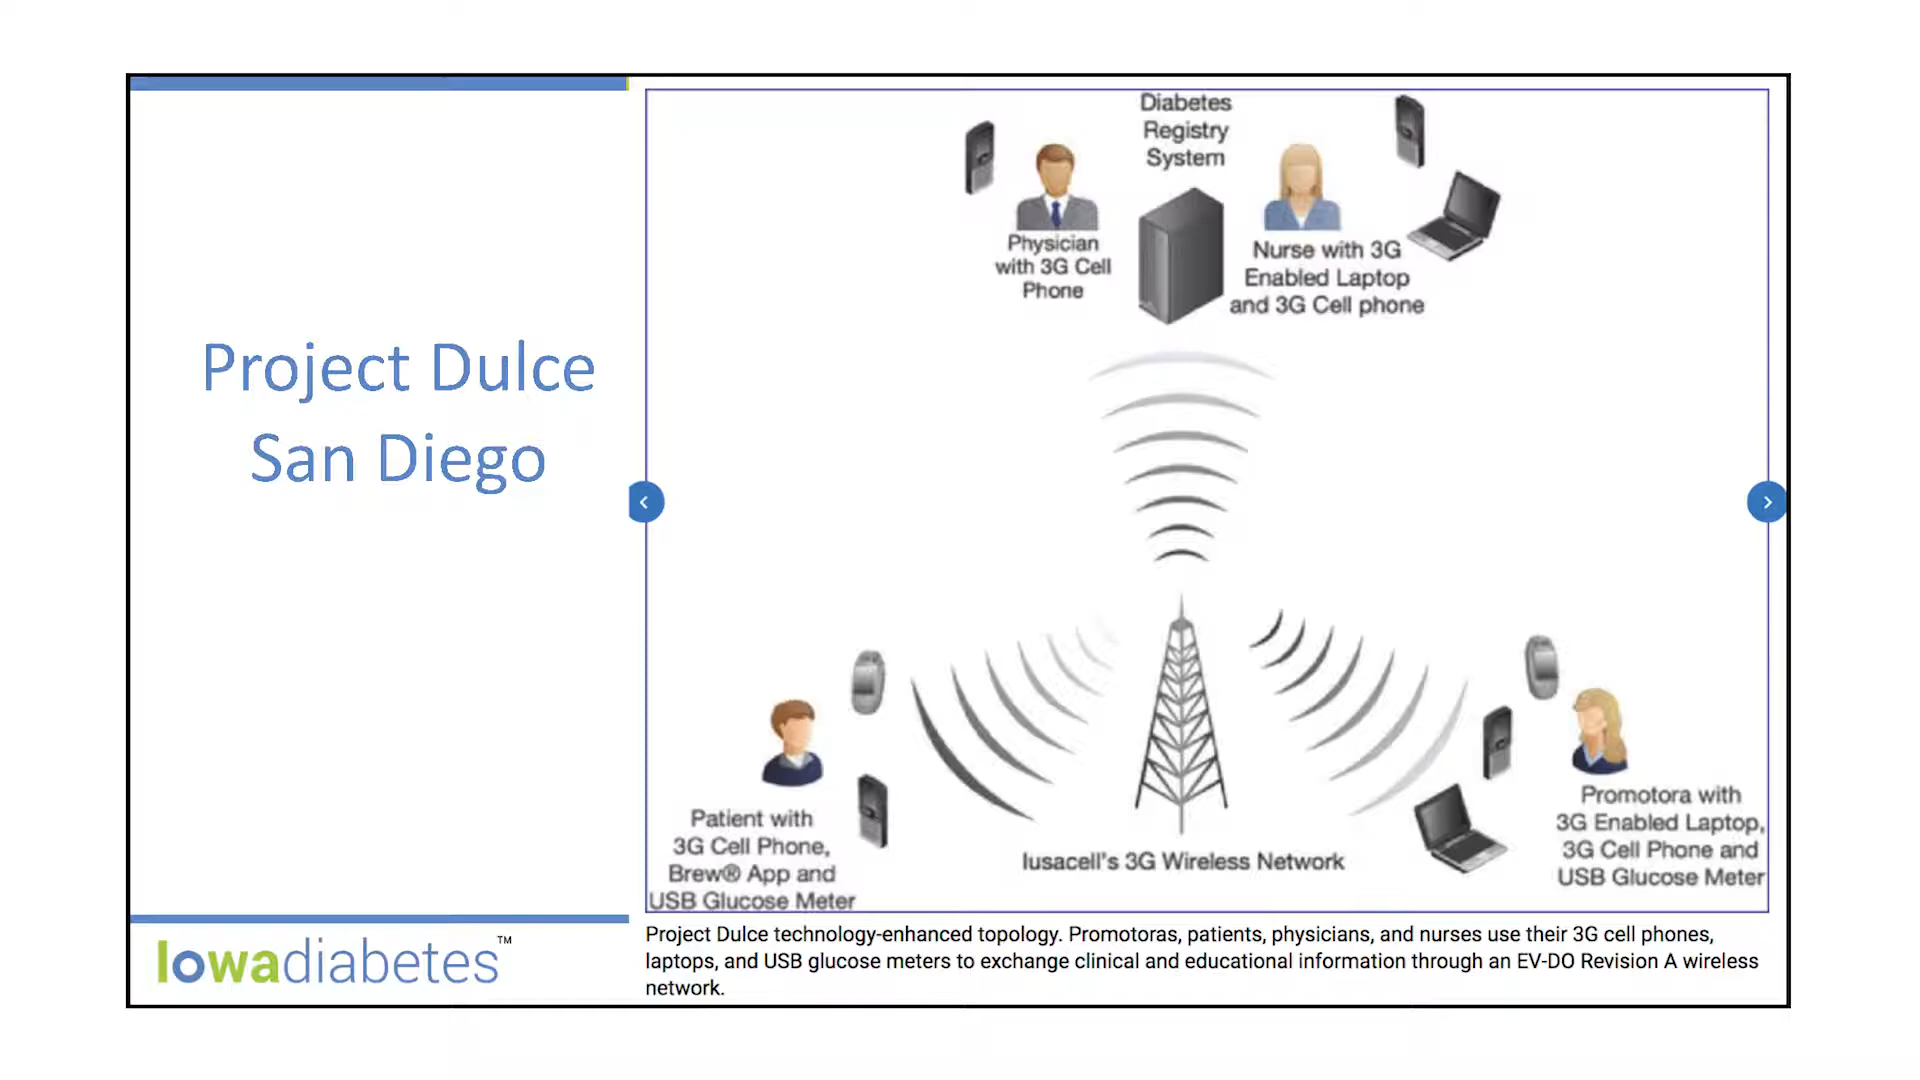 Project Dulce
San Diego
Diabetes
Registry
System
Physician
with 3G Cell
Phone
Nurse with 3G
Enabled Laptop
and 3G Cell phone
Patient with
3G Cell Phone,
Brew® App and
USB Glucose Meter
Iusacell's 3G Wireless Network
Promotora with
3G Enabled Laptop,
3G Cell Phone and
USB Glucose Meter
Iowadiabetes™
Project Dulce technology-enhanced topology. Promotoras, patients, physicians, and nurses use their 3G cell phones,
laptops, and USB glucose meters to exchange clinical and educational information through an EV-DO Revision A wireless
network.